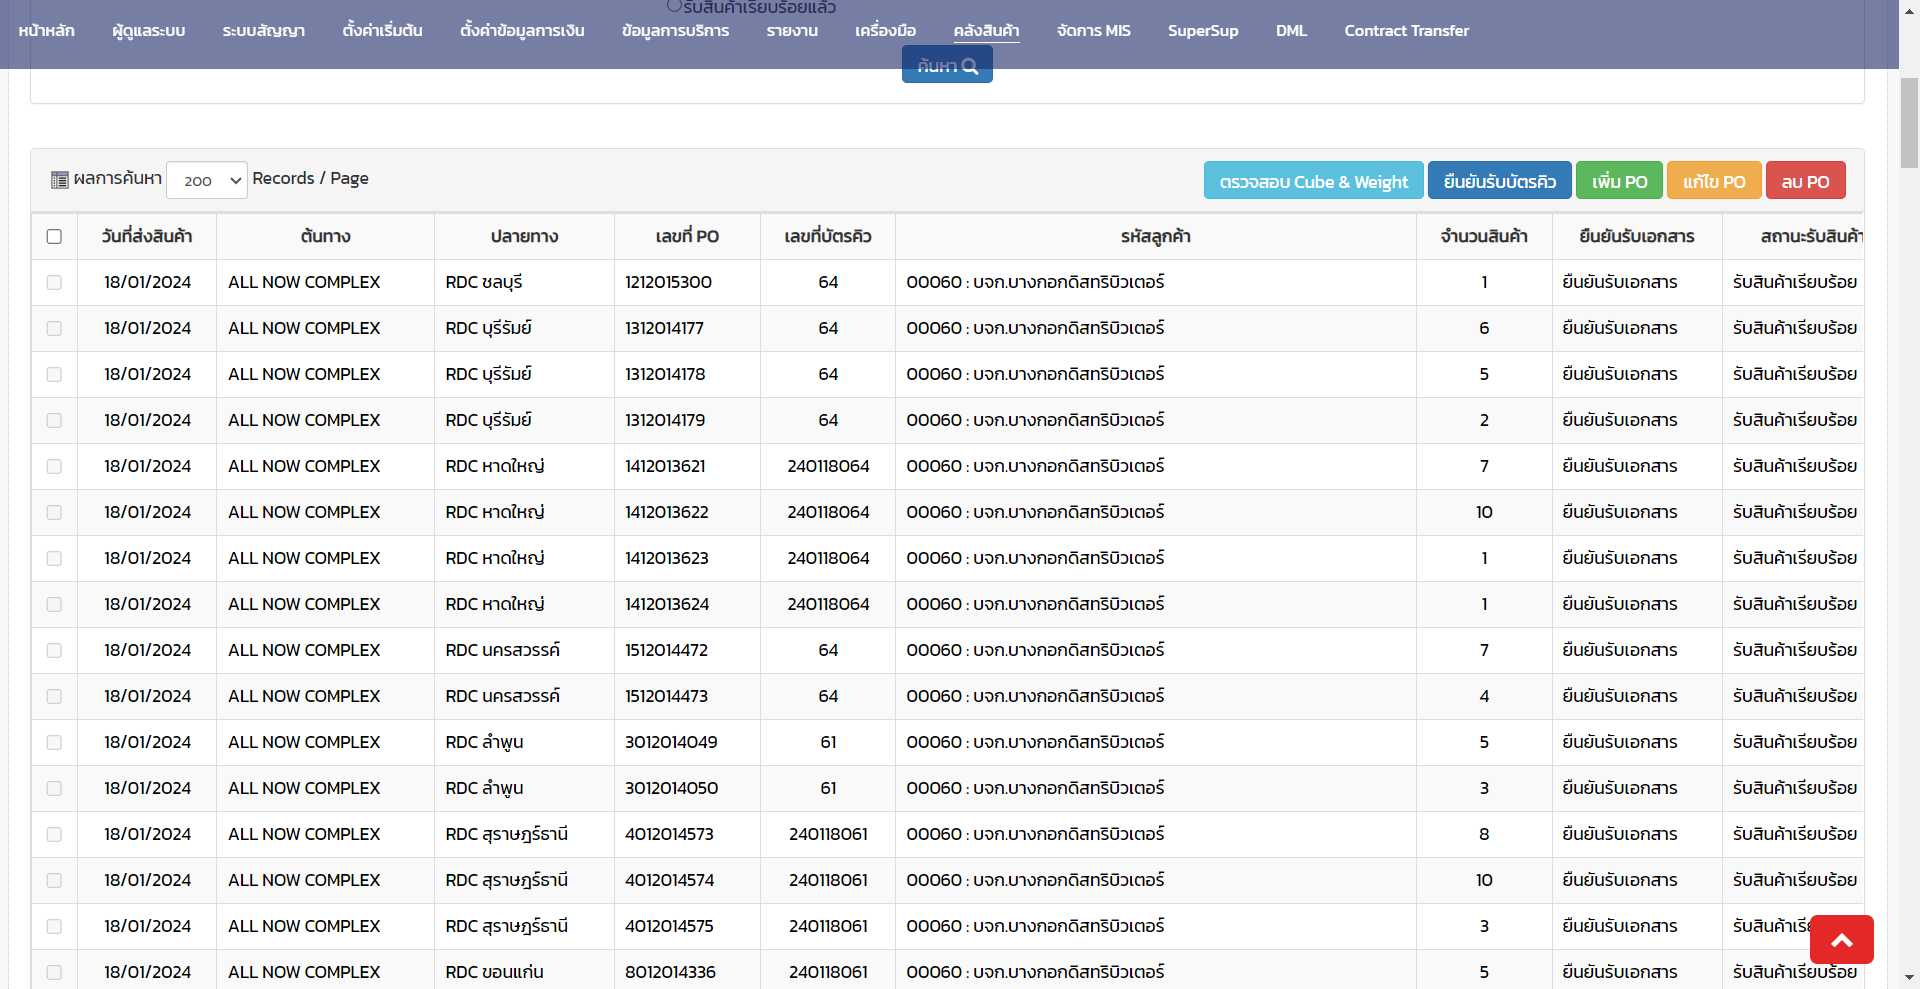 รับสินค้าเรียบร้อยแล้ว
หน้าหลัก ผู้ดูแลระบบ ระบบสัญญา ตั้งค่าเริ่มต้น ตั้งค่าข้อมูลการเงิน ข้อมูลการบริการ รายงาน เครื่องมือ คลังสินค้า จัดการ MIS SuperSup DML Contract Transfer
ค้นหา
ผลการค้นหา 200 Records / Page ตรวจสอบ Cube & Weight ยืนยันรับบัตรคิว เพิ่ม PO แก้ไข PO ลบ PO
วันที่ส่งสินค้า ต้นทาง ปลายทาง เลขที่ PO เลขที่บัตรคิว รหัสลูกค้า จำนวนสินค้า ยืนยันรับเอกสาร สถานะรับสินค้า
18/01/2024 ALL NOW COMPLEX RDC ชลบุรี 1212015300 64 00060 : บจก.บางกอกดิสทริบิวเตอร์ 1 ยืนยันรับเอกสาร รับสินค้าเรียบร้อย
18/01/2024 ALL NOW COMPLEX RDC บุรีรัมย์ 1312014177 64 00060 : บจก.บางกอกดิสทริบิวเตอร์ 6 ยืนยันรับเอกสาร รับสินค้าเรียบร้อย
18/01/2024 ALL NOW COMPLEX RDC บุรีรัมย์ 1312014178 64 00060 : บจก.บางกอกดิสทริบิวเตอร์ 5 ยืนยันรับเอกสาร รับสินค้าเรียบร้อย
18/01/2024 ALL NOW COMPLEX RDC บุรีรัมย์ 1312014179 64 00060 : บจก.บางกอกดิสทริบิวเตอร์ 2 ยืนยันรับเอกสาร รับสินค้าเรียบร้อย
18/01/2024 ALL NOW COMPLEX RDC หาดใหญ่ 1412013621 240118064 00060 : บจก.บางกอกดิสทริบิวเตอร์ 7 ยืนยันรับเอกสาร รับสินค้าเรียบร้อย
18/01/2024 ALL NOW COMPLEX RDC หาดใหญ่ 1412013622 240118064 00060 : บจก.บางกอกดิสทริบิวเตอร์ 10 ยืนยันรับเอกสาร รับสินค้าเรียบร้อย
18/01/2024 ALL NOW COMPLEX RDC หาดใหญ่ 1412013623 240118064 00060 : บจก.บางกอกดิสทริบิวเตอร์ 1 ยืนยันรับเอกสาร รับสินค้าเรียบร้อย
18/01/2024 ALL NOW COMPLEX RDC หาดใหญ่ 1412013624 240118064 00060 : บจก.บางกอกดิสทริบิวเตอร์ 1 ยืนยันรับเอกสาร รับสินค้าเรียบร้อย
18/01/2024 ALL NOW COMPLEX RDC นครสวรรค์ 1512014472 64 00060 : บจก.บางกอกดิสทริบิวเตอร์ 7 ยืนยันรับเอกสาร รับสินค้าเรียบร้อย
18/01/2024 ALL NOW COMPLEX RDC นครสวรรค์ 1512014473 64 00060 : บจก.บางกอกดิสทริบิวเตอร์ 4 ยืนยันรับเอกสาร รับสินค้าเรียบร้อย
18/01/2024 ALL NOW COMPLEX RDC ลำพูน 3012014049 61 00060 : บจก.บางกอกดิสทริบิวเตอร์ 5 ยืนยันรับเอกสาร รับสินค้าเรียบร้อย
18/01/2024 ALL NOW COMPLEX RDC ลำพูน 3012014050 61 00060 : บจก.บางกอกดิสทริบิวเตอร์ 3 ยืนยันรับเอกสาร รับสินค้าเรียบร้อย
18/01/2024 ALL NOW COMPLEX RDC สุราษฎร์ธานี 4012014573 240118061 00060 : บจก.บางกอกดิสทริบิวเตอร์ 8 ยืนยันรับเอกสาร รับสินค้าเรียบร้อย
18/01/2024 ALL NOW COMPLEX RDC สุราษฎร์ธานี 4012014574 240118061 00060 : บจก.บางกอกดิสทริบิวเตอร์ 10 ยืนยันรับเอกสาร รับสินค้าเรียบร้อย
18/01/2024 ALL NOW COMPLEX RDC สุราษฎร์ธานี 4012014575 240118061 00060 : บจก.บางกอกดิสทริบิวเตอร์ 3 ยืนยันรับเอกสาร รับสินค้าเรี
18/01/2024 ALL NOW COMPLEX RDC ขอนแก่น 8012014336 240118061 00060 : บจก.บางกอกดิสทริบิวเตอร์ 5 ยืนยันรับเอกสาร รับสินค้าเรียบร้อย